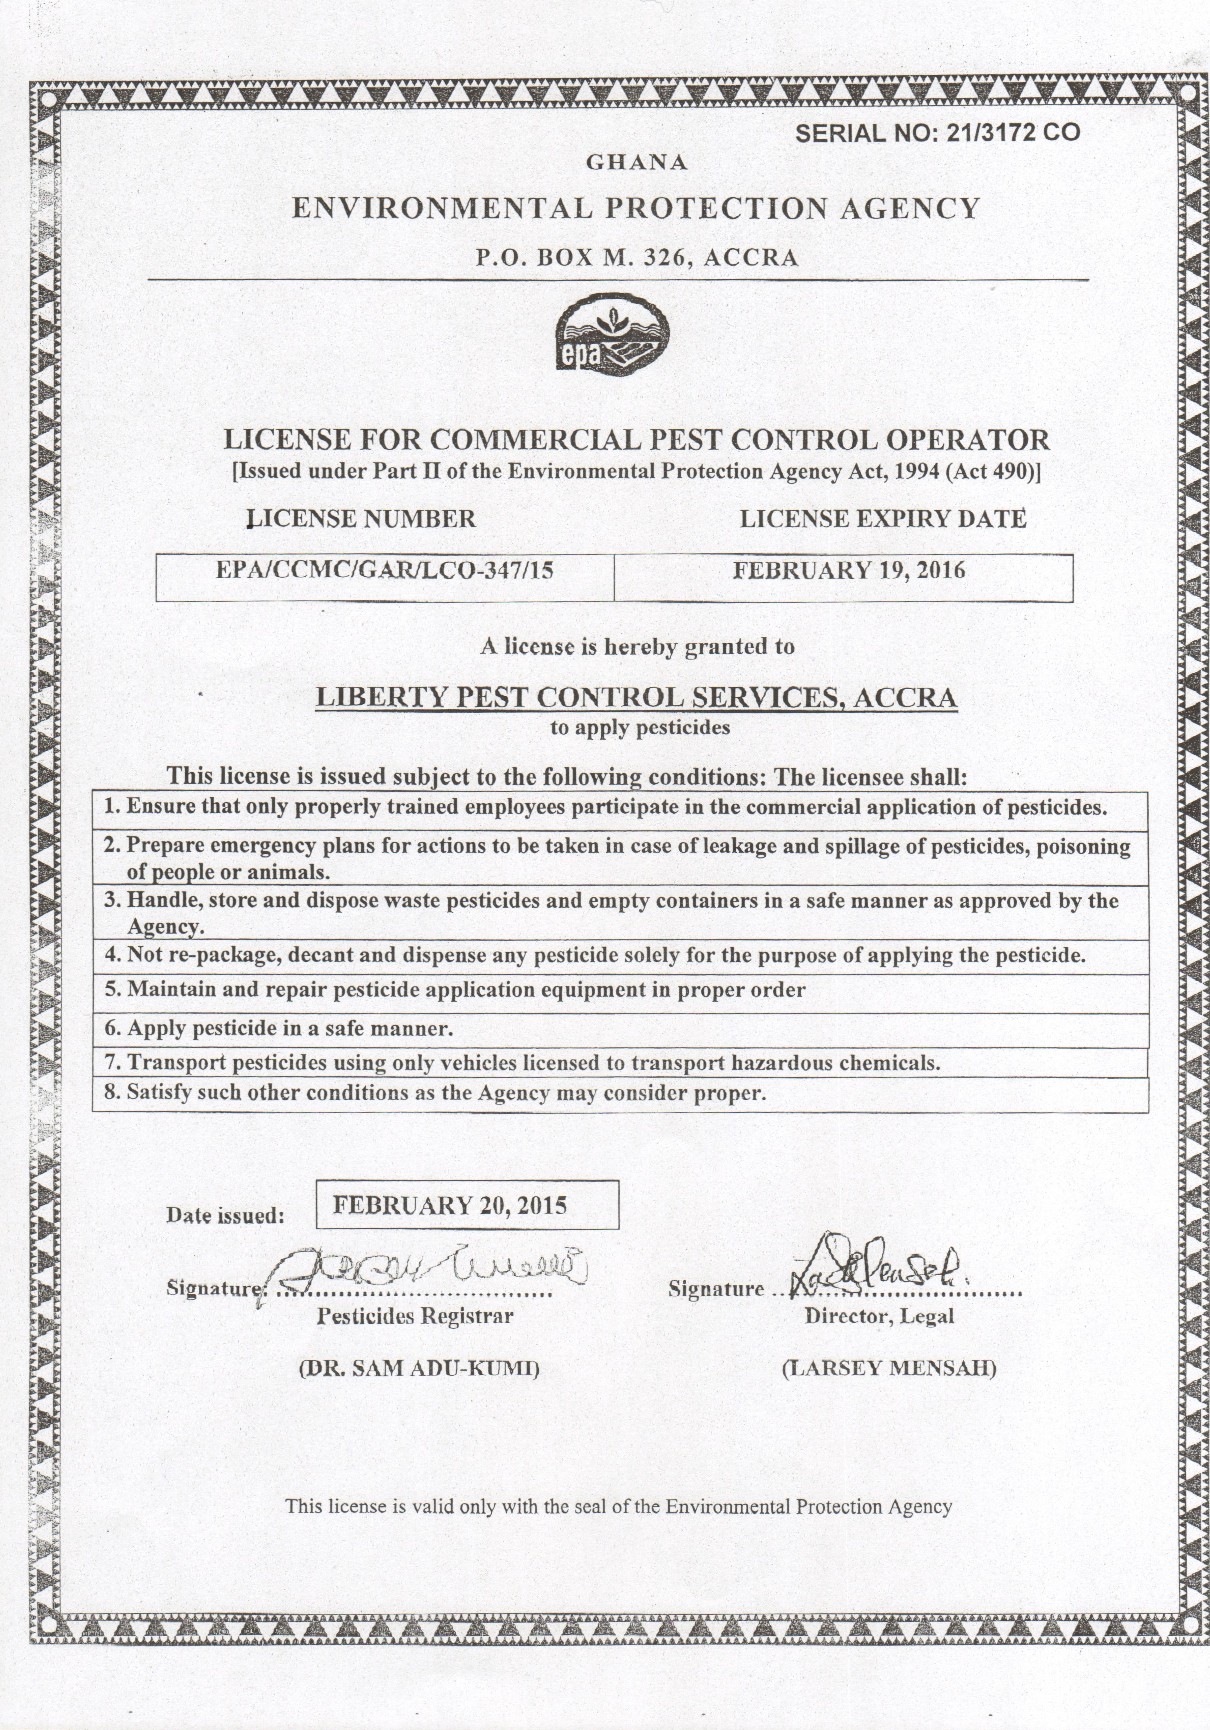 SERIAL NO: 21/3172 CO
GHANA
ENVIRONMENTAL PROTECTION AGENCY
P.O. BOX M. 326, ACCRA
epa
LICENSE FOR COMMERCIAL PEST CONTROL OPERATOR
[Issued under Part II of the Environmental Protection Agency Act, 1994 (Act 490)]
LICENSE NUMBER LICENSE EXPIRY DATE
EPA/CCMC/GAR/LCO-347/15 FEBRUARY 19, 2016
A license is hereby granted to
LIBERTY PEST CONTROL SERVICES, ACCRA
to apply pesticides
This license is issued subject to the following conditions: The licensee shall:
1. Ensure that only properly trained employees participate in the commercial application of pesticides.
2. Prepare emergency plans for actions to be taken in case of leakage and spillage of pesticides, poisoning
of people or animals.
3. Handle, store and dispose waste pesticides and empty containers in a safe manner as approved by the
Agency.
4. Not re-package, decant and dispense any pesticide solely for the purpose of applying the pesticide.
5. Maintain and repair pesticide application equipment in proper order
6. Apply pesticide in a safe manner.
7. Transport pesticides using only vehicles licensed to transport hazardous chemicals.
8. Satisfy such other conditions as the Agency may consider proper.
Date issued: FEBRUARY 20, 2015
Signature: Signature
Pesticides Registrar Director, Legal
(DR. SAM ADU-KUMI) (LARSEY MENSAH)
This license is valid only with the seal of the Environmental Protection Agency